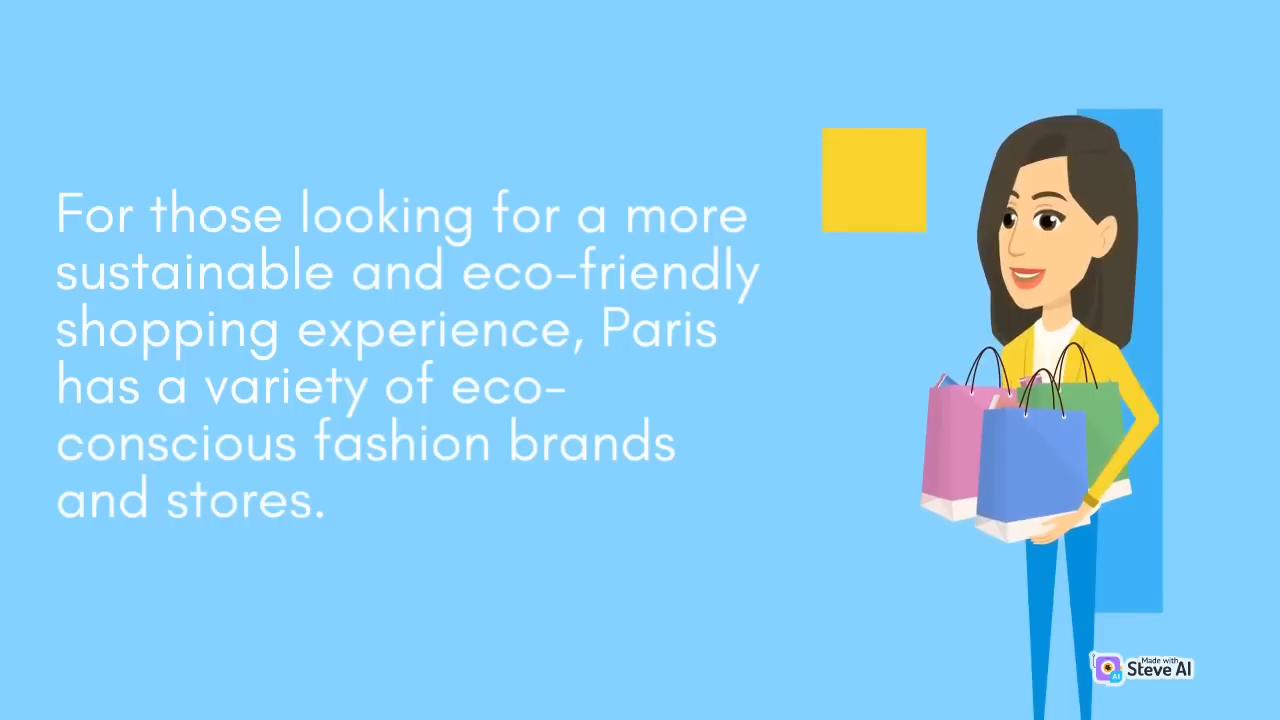 For those looking for a more
sustainable and eco-friendly
shopping experience, Paris
has a variety of eco-
conscious fashion brands
and stores.
Made with
Steve AI
AI